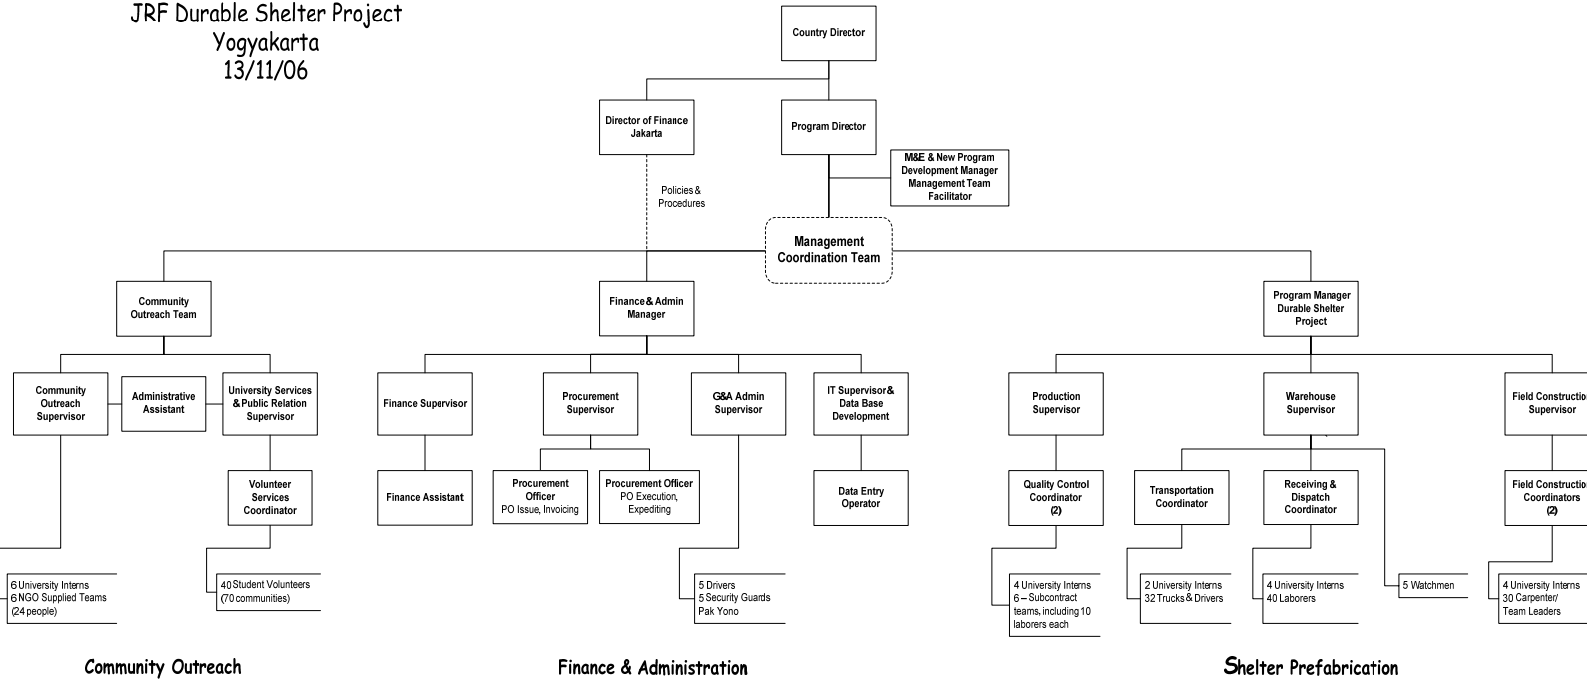 JRF Durable Shelter Project
Yogyakarta
13/11/06
Country Director
Director of Finance
Jakarta
Program Director
M&E & New Program
Development Manager
Management Team
Facilitator
Policies &
Procedures
Management
Coordination Team
Community
Outreach Team
Finance & Admin
Manager
Program Manager
Durable Shelter
Project
Community
Outreach
Supervisor
Administrative
Assistant
University Services
& Public Relation
Supervisor
Finance Supervisor
Procurement
Supervisor
G&A Admin
Supervisor
IT Supervisor &
Data Base
Development
Production
Supervisor
Warehouse
Supervisor
Field Constructio
Supervisor
Volunteer
Services
Coordinator
Finance Assistant
Procurement
Officer
PO Issue, Invoicing
Procurement Officer
PO Execution,
Expediting
Data Entry
Operator
Quality Control
Coordinator
(2)
Transportation
Coordinator
Receiving &
Dispatch
Coordinator
Field Constructio
Coordinators
(2)
6 University Interns
6 NGO Supplied Teams
(24 people)
40 Student Volunteers
(70 communities)
5 Drivers
5 Security Guards
Pak Yono
4 University Interns
6 – Subcontract
teams, including 10
laborers each
2 University Interns
32 Trucks & Drivers
4 University Interns
40 Laborers
5 Watchmen
4 University Interns
30 Carpenter/
Team Leaders
Community Outreach
Finance & Administration
Shelter Prefabrication